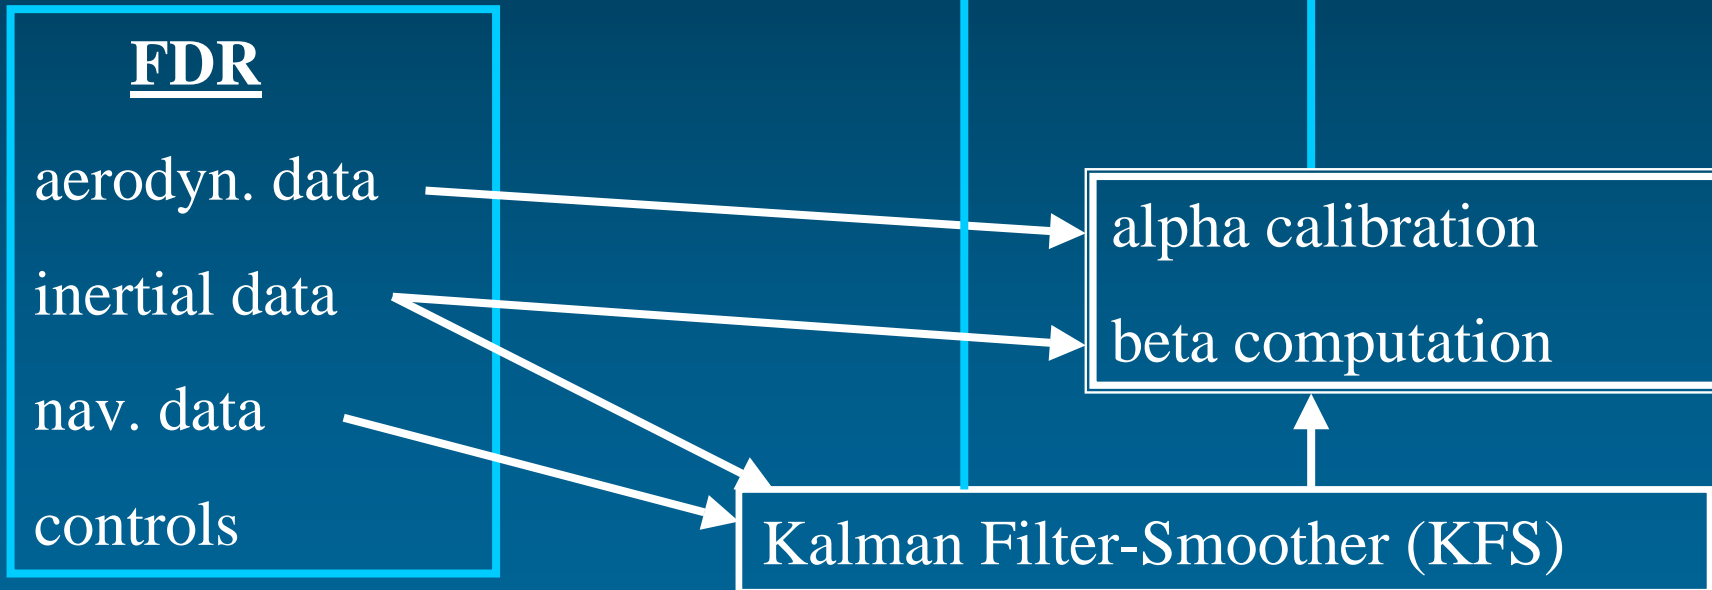 FDR
aerodyn. data
inertial data
nav. data
controls
alpha calibration
beta computation
Kalman Filter-Smoother (KFS)